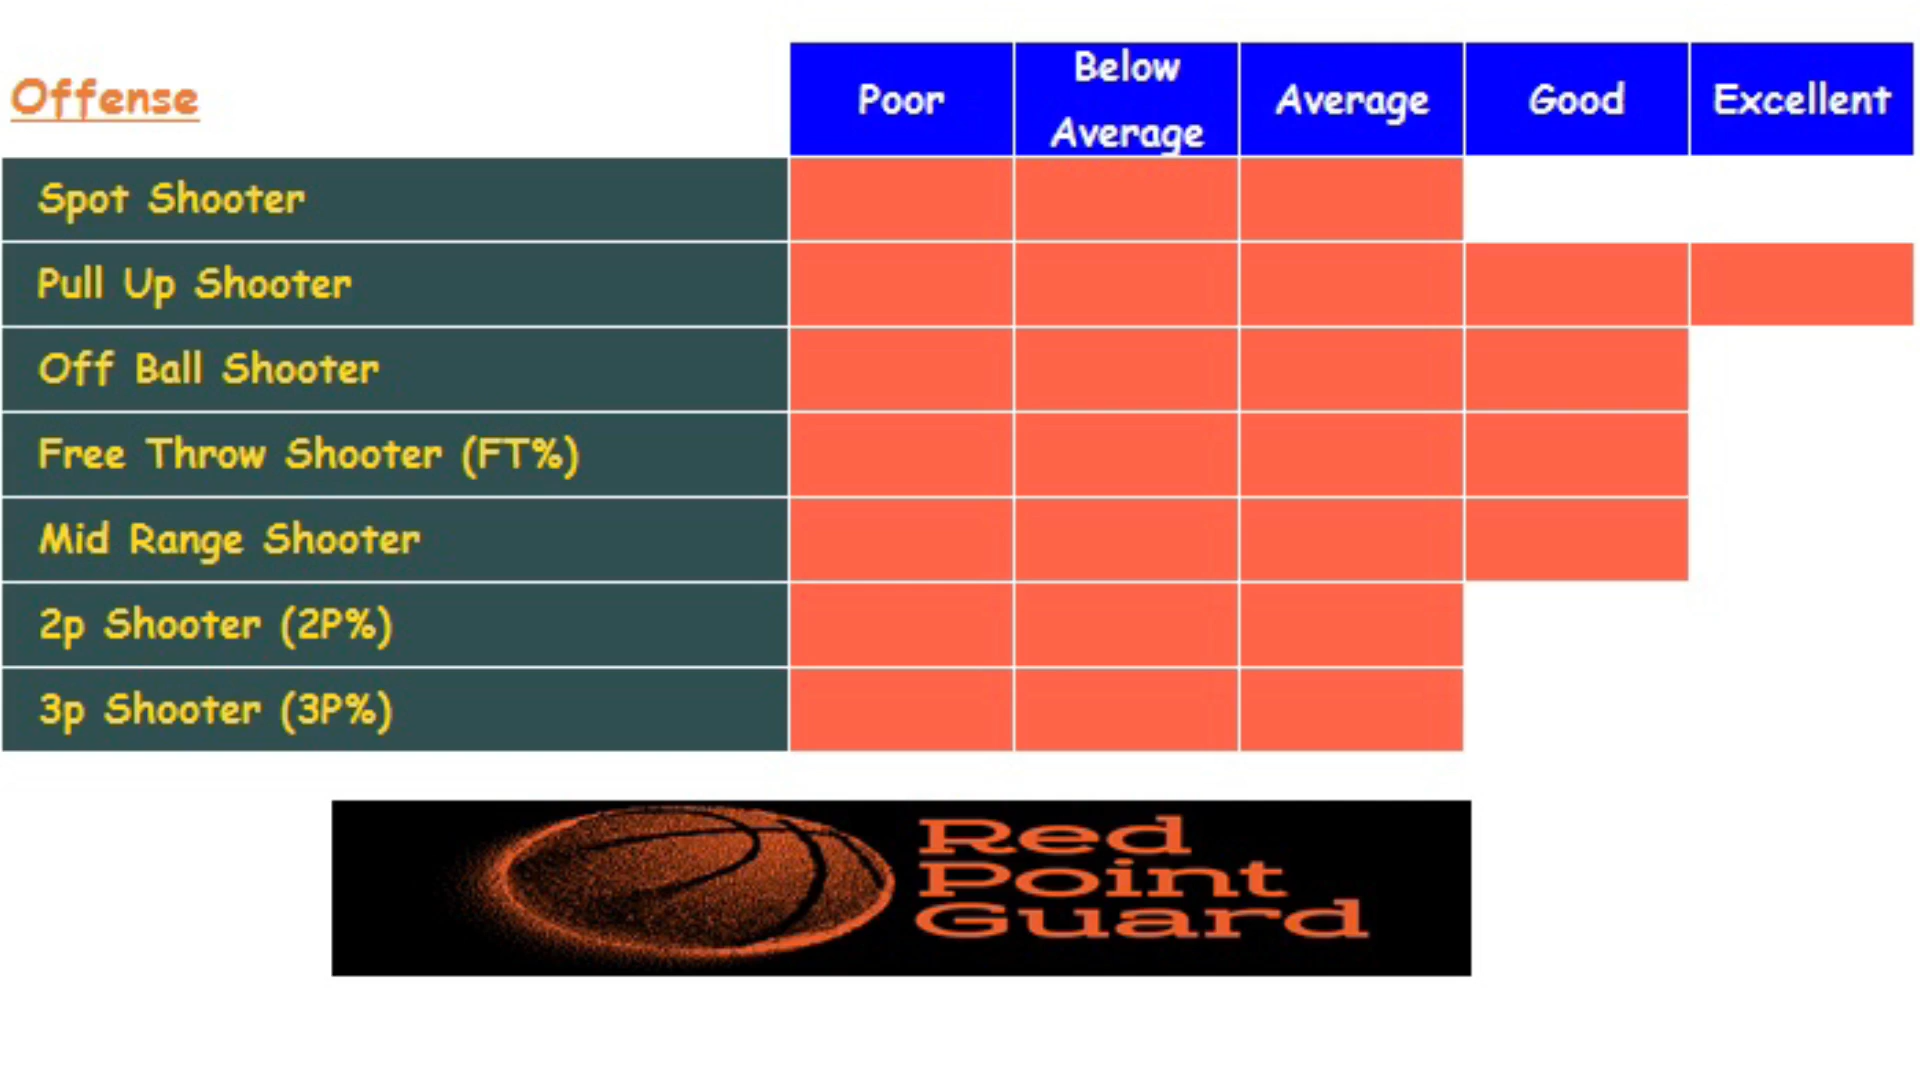 Offense
Poor
Below
Average
Average
Good
Excellent
Spot Shooter
Pull Up Shooter
Off Ball Shooter
Free Throw Shooter (FT%)
Mid Range Shooter
2p Shooter (2P%)
3p Shooter (3P%)
Red
Point
Guard